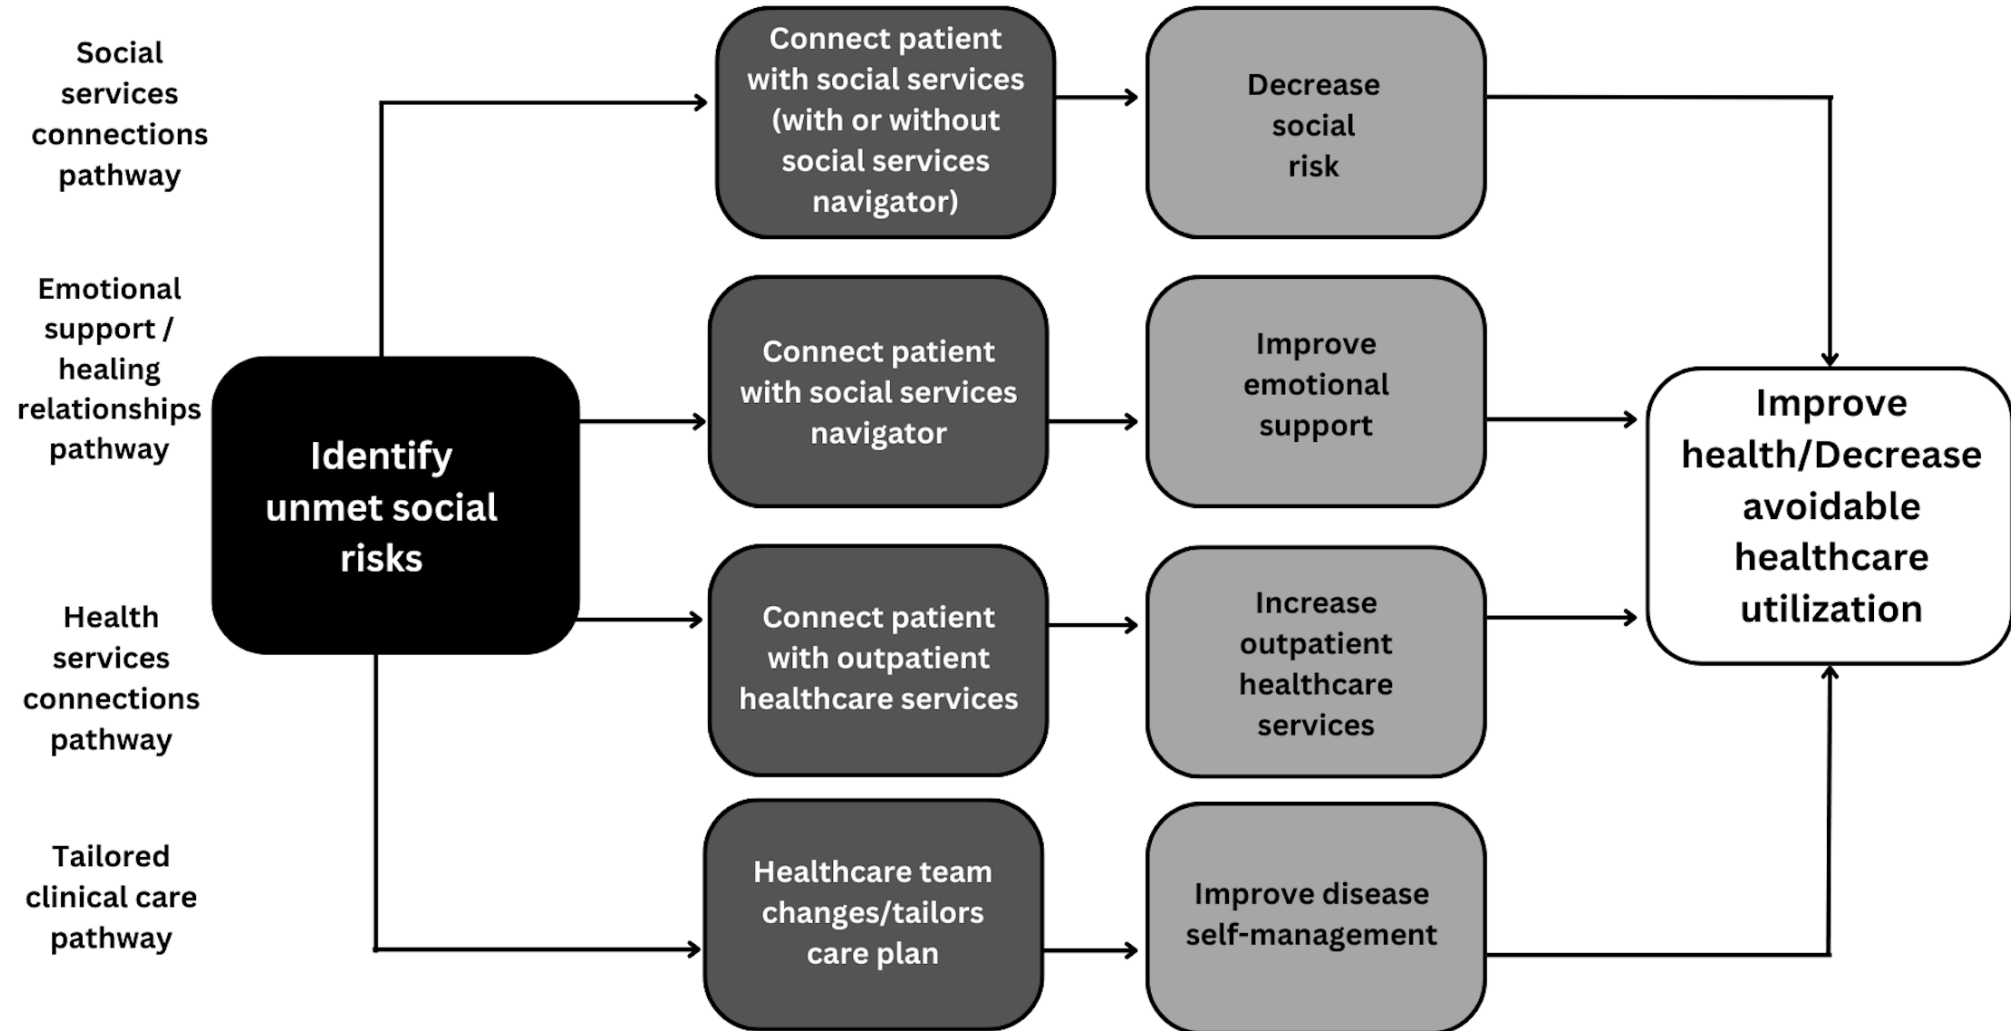 Social
services
connections
pathway
Connect patient
with social services
(with or without
social services
navigator)
Decrease
social
risk
Emotional
support /
healing
relationships
pathway
Identify
unmet social
risks
Connect patient
with social services
navigator
Improve
emotional
support
Improve
health/Decrease
avoidable
healthcare
utilization
Health
services
connections
pathway
Connect patient
with outpatient
healthcare services
Increase
outpatient
healthcare
services
Tailored
clinical care
pathway
Healthcare team
changes/tailors
care plan
Improve disease
self-management